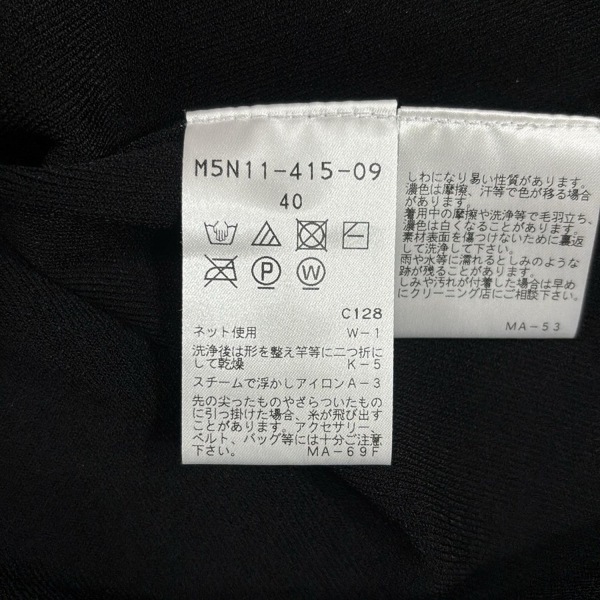 M5N11-415-09
40
P W
C128
ネット使用 W-1
洗浄後は形を整え竿等に二つ折に
して乾燥 K-5
スチームで浮かしアイロンA-3
先の尖ったものやざらついたもの
に引っ掛けた場合、糸が飛び出す
ことがあります。アクセサリー、
ベルト、バッグ等には十分ご注意
下さい。 MA-69F
しわになり易い性質があります。
濃色は摩擦、汗等で色が移る場合
があります。
着用中の摩擦や洗浄等で毛羽立ち、
濃色は白くなることがあります。
素材表面を傷つけないために裏返
して洗浄して下さい。
雨や水等に濡れるとしみのような
跡が残ることがあります。
しみや汚れが付着した場合は早め
にクリーニング店にご相談下さい。
MA-53